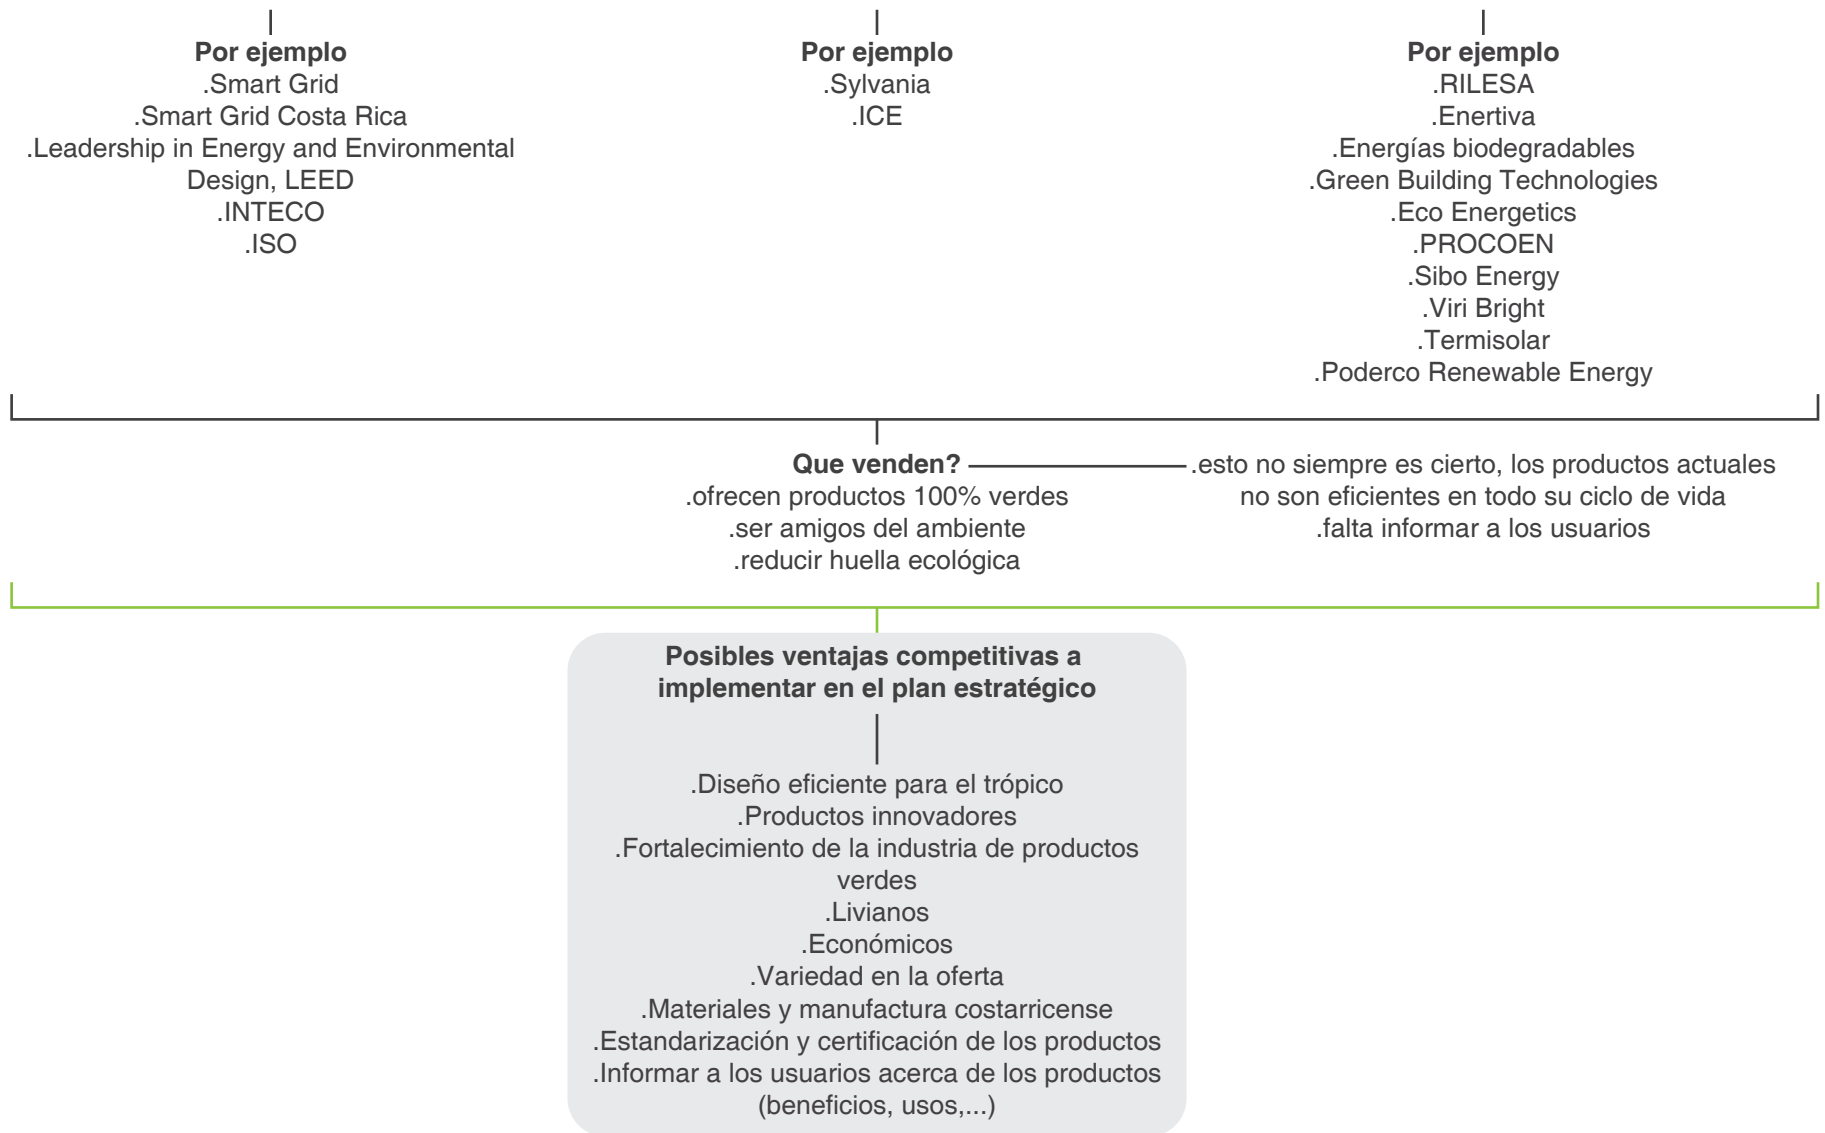 Por ejemplo
.Smart Grid
.Smart Grid Costa Rica
.Leadership in Energy and Environmental
Design, LEED
.INTECO
.ISO
Por ejemplo
.Sylvania
.ICE
Por ejemplo
.RILESA
.Enertiva
.Energías biodegradables
.Green Building Technologies
.Eco Energetics
.PROCOEN
.Sibo Energy
.Viri Bright
.Termisolar
.Poderco Renewable Energy
Que venden?
.ofrecen productos 100% verdes
.ser amigos del ambiente
.reducir huella ecológica
.esto no siempre es cierto, los productos actuales
no son eficientes en todo su ciclo de vida
.falta informar a los usuarios
Posibles ventajas competitivas a
implementar en el plan estratégico
.Diseño eficiente para el trópico
.Productos innovadores
.Fortalecimiento de la industria de productos
verdes
.Livianos
.Económicos
.Variedad en la oferta
.Materiales y manufactura costarricense
.Estandarización y certificación de los productos
.Informar a los usuarios acerca de los productos
(beneficios, usos,...)